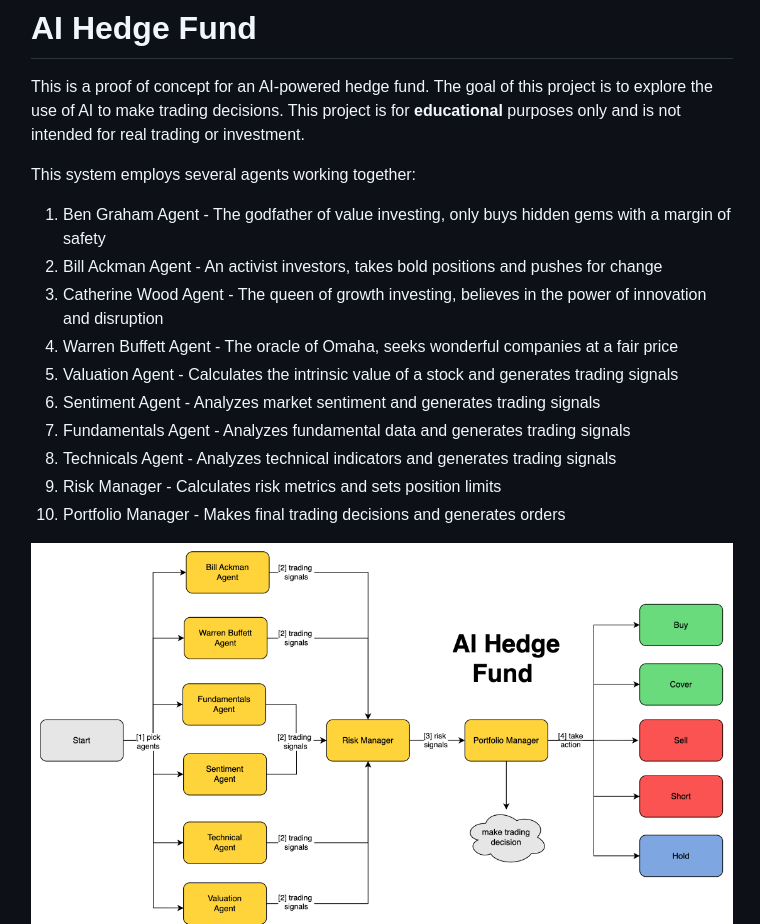 AI Hedge Fund
This is a proof of concept for an AI-powered hedge fund. The goal of this project is to explore the
use of AI to make trading decisions. This project is for educational purposes only and is not
intended for real trading or investment.
This system employs several agents working together:
1. Ben Graham Agent - The godfather of value investing, only buys hidden gems with a margin of
safety
2. Bill Ackman Agent - An activist investors, takes bold positions and pushes for change
3. Catherine Wood Agent - The queen of growth investing, believes in the power of innovation
and disruption
4. Warren Buffett Agent - The oracle of Omaha, seeks wonderful companies at a fair price
5. Valuation Agent - Calculates the intrinsic value of a stock and generates trading signals
6. Sentiment Agent - Analyzes market sentiment and generates trading signals
7. Fundamentals Agent - Analyzes fundamental data and generates trading signals
8. Technicals Agent - Analyzes technical indicators and generates trading signals
9. Risk Manager - Calculates risk metrics and sets position limits
10. Portfolio Manager - Makes final trading decisions and generates orders
Start
[1] pick
agents
Bill Ackman
Agent
[2] trading
signals
Warren Buffett
Agent
[2] trading
signals
Fundamentals
Agent
Sentiment
Agent
[2] trading
signals
Technical
Agent
[2] trading
signals
Valuation
Agent
[2] trading
signals
Risk Manager
[3] risk
signals
AI Hedge
Fund
Portfolio Manager
make trading
decision
[4] take
action
Buy
Cover
Sell
Short
Hold